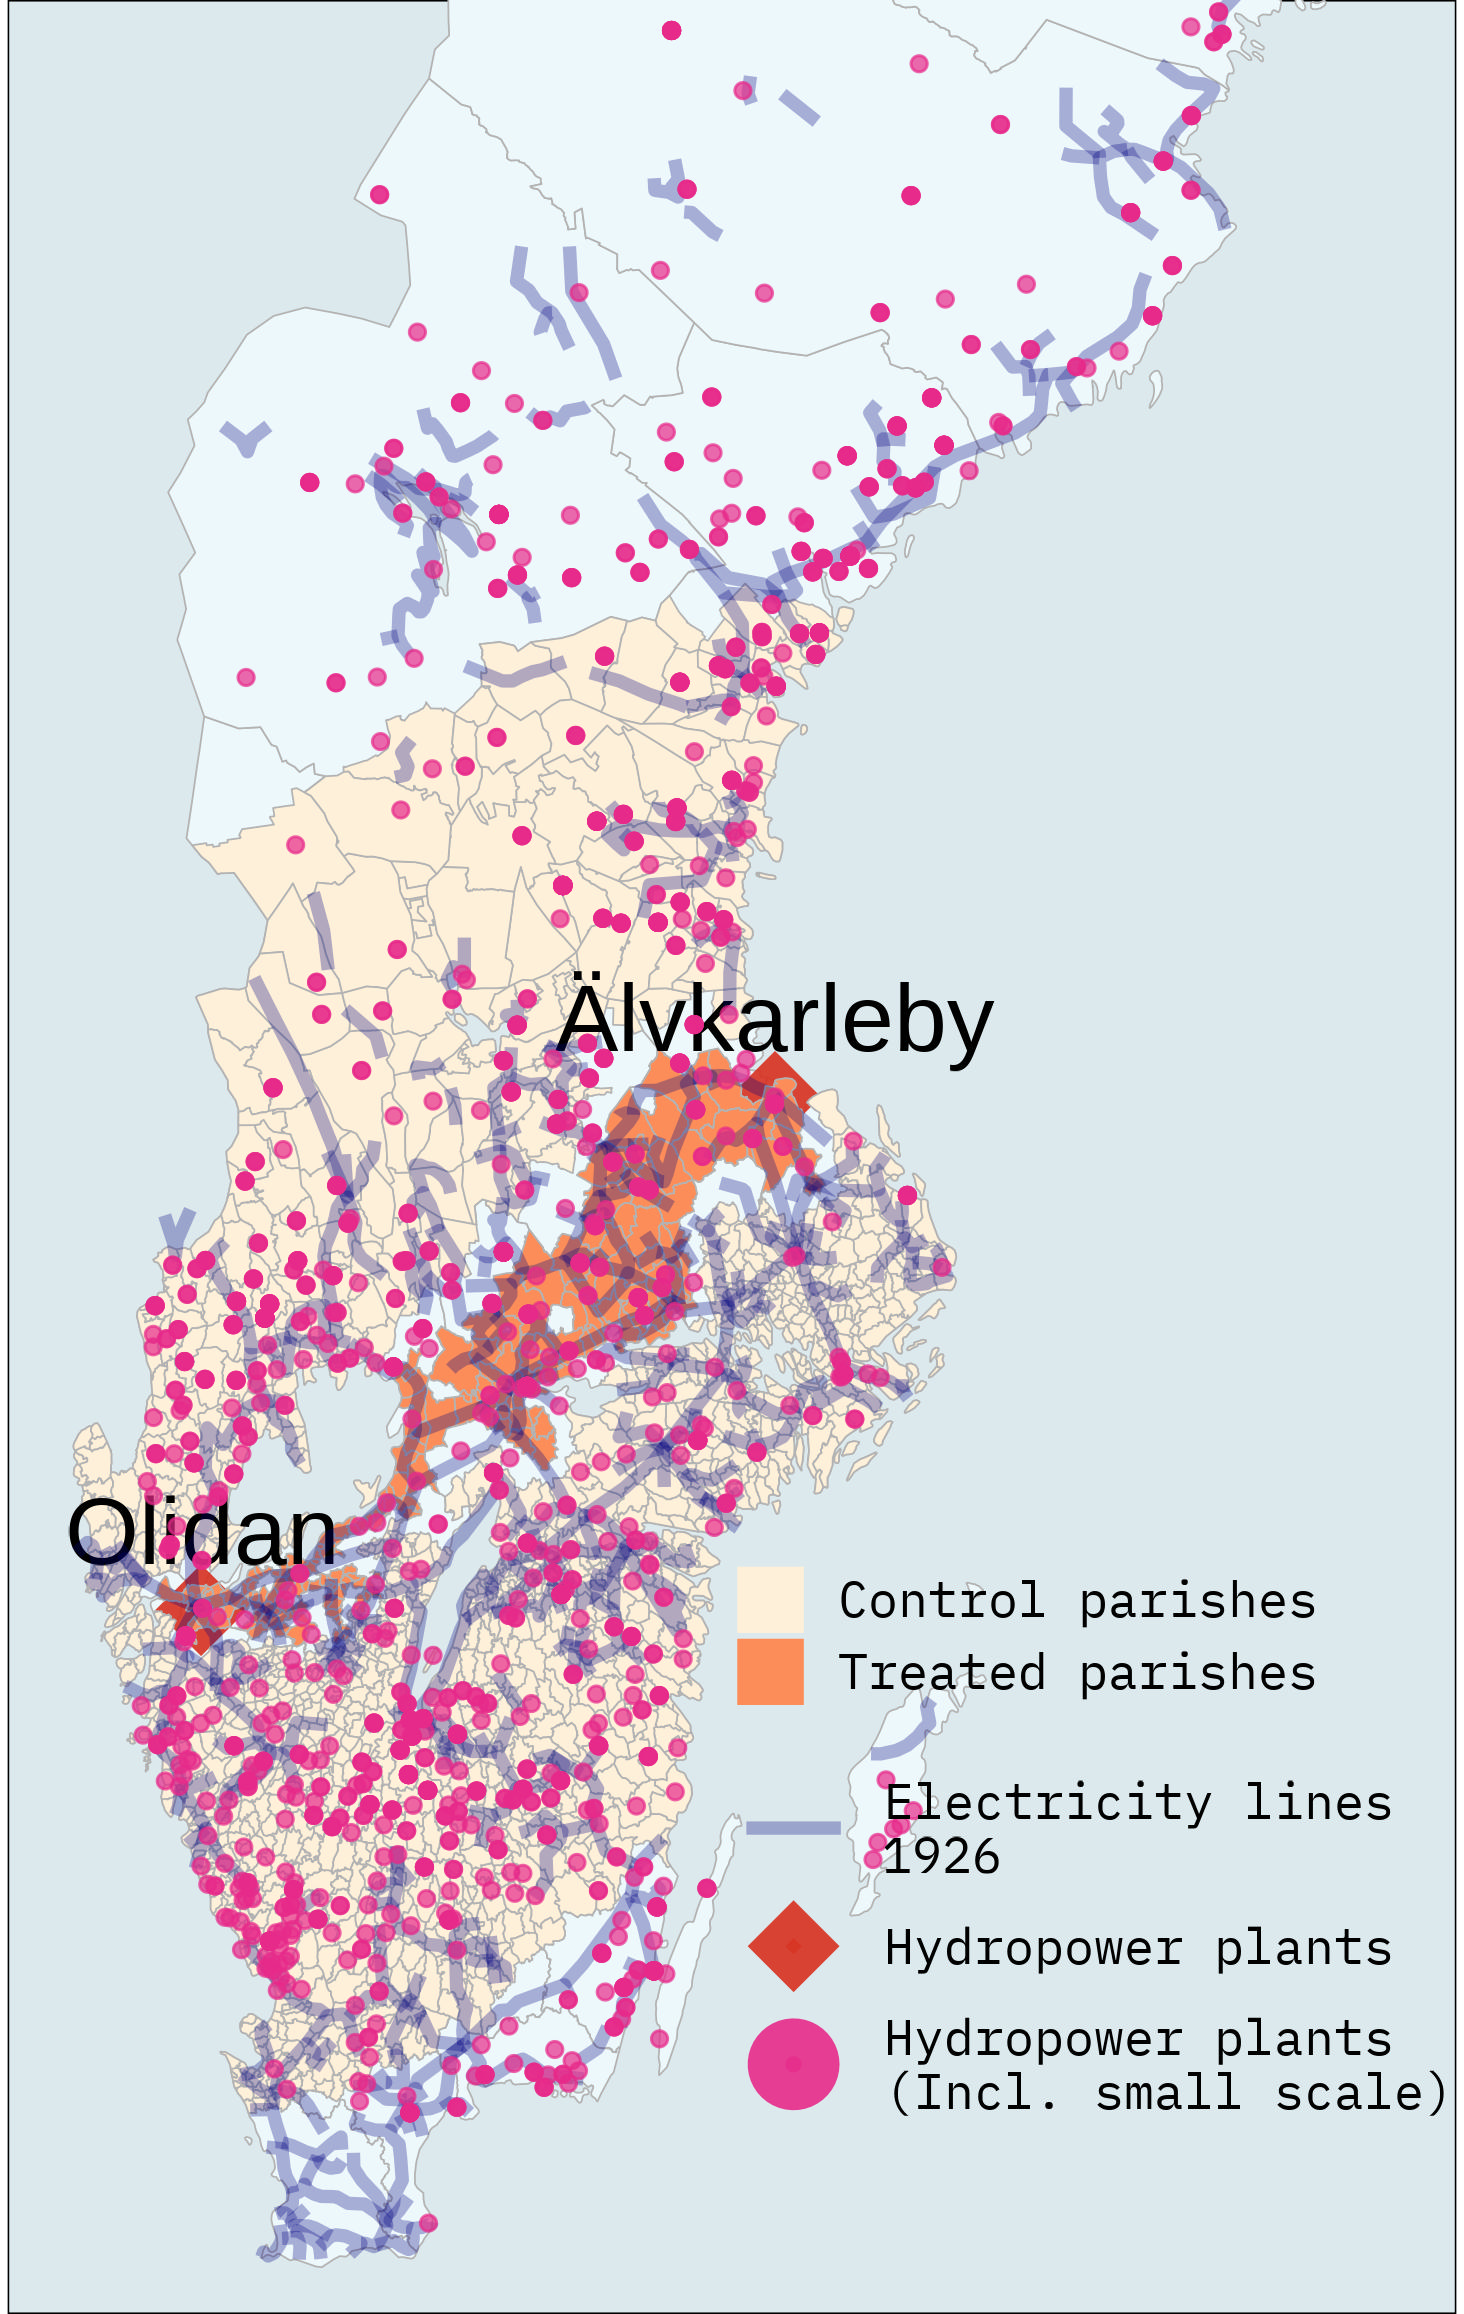 Älvkarleby
Olidan
Control parishes
Treated parishes
Electricity lines
1926
Hydropower plants
Hydropower plants
(Incl. small scale)